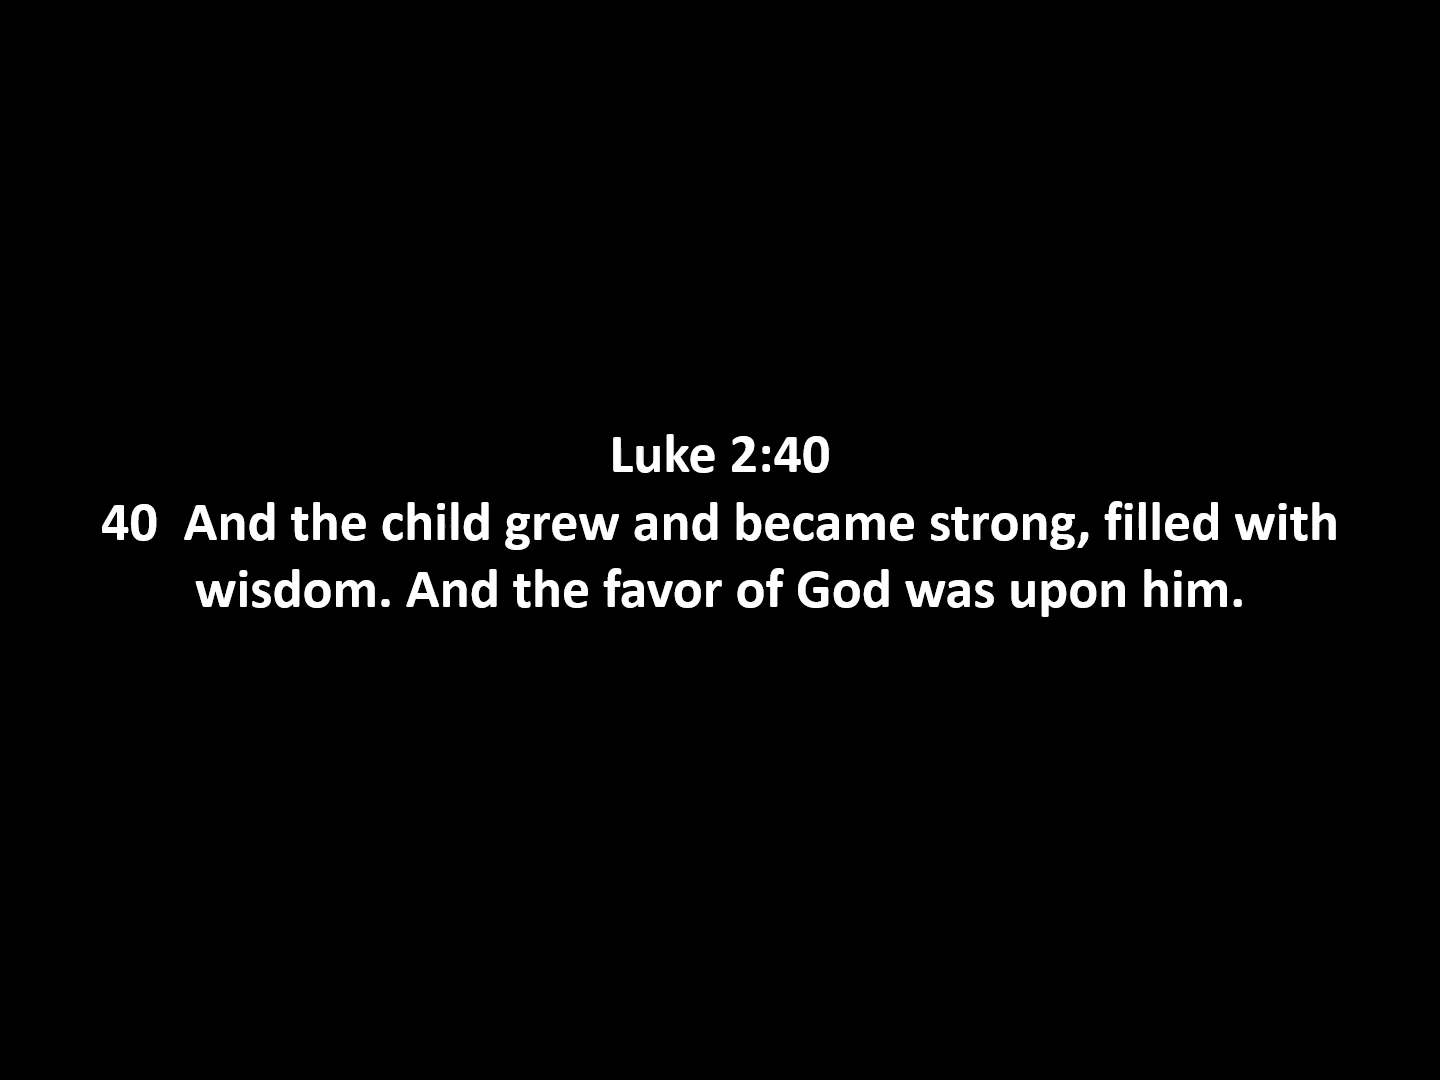 Luke 2:40
40  And the child grew and became strong, filled with
wisdom. And the favor of God was upon him.